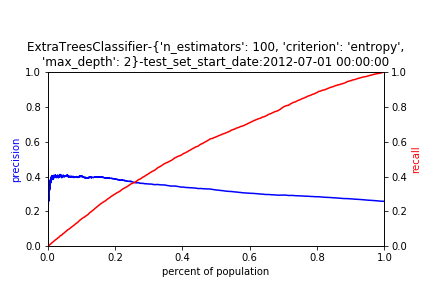 ExtraTreesClassifier-{'n_estimators': 100, 'criterion': 'entropy',
'max_depth': 2}-test_set_start_date:2012-07-01 00:00:00
1.0 1.0
0.8 0.8
0.6 0.6
precision recall
0.4 0.4
0.2 0.2
0.0 0.0
0.0 0.2 0.4 0.6 0.8 1.0
percent of population